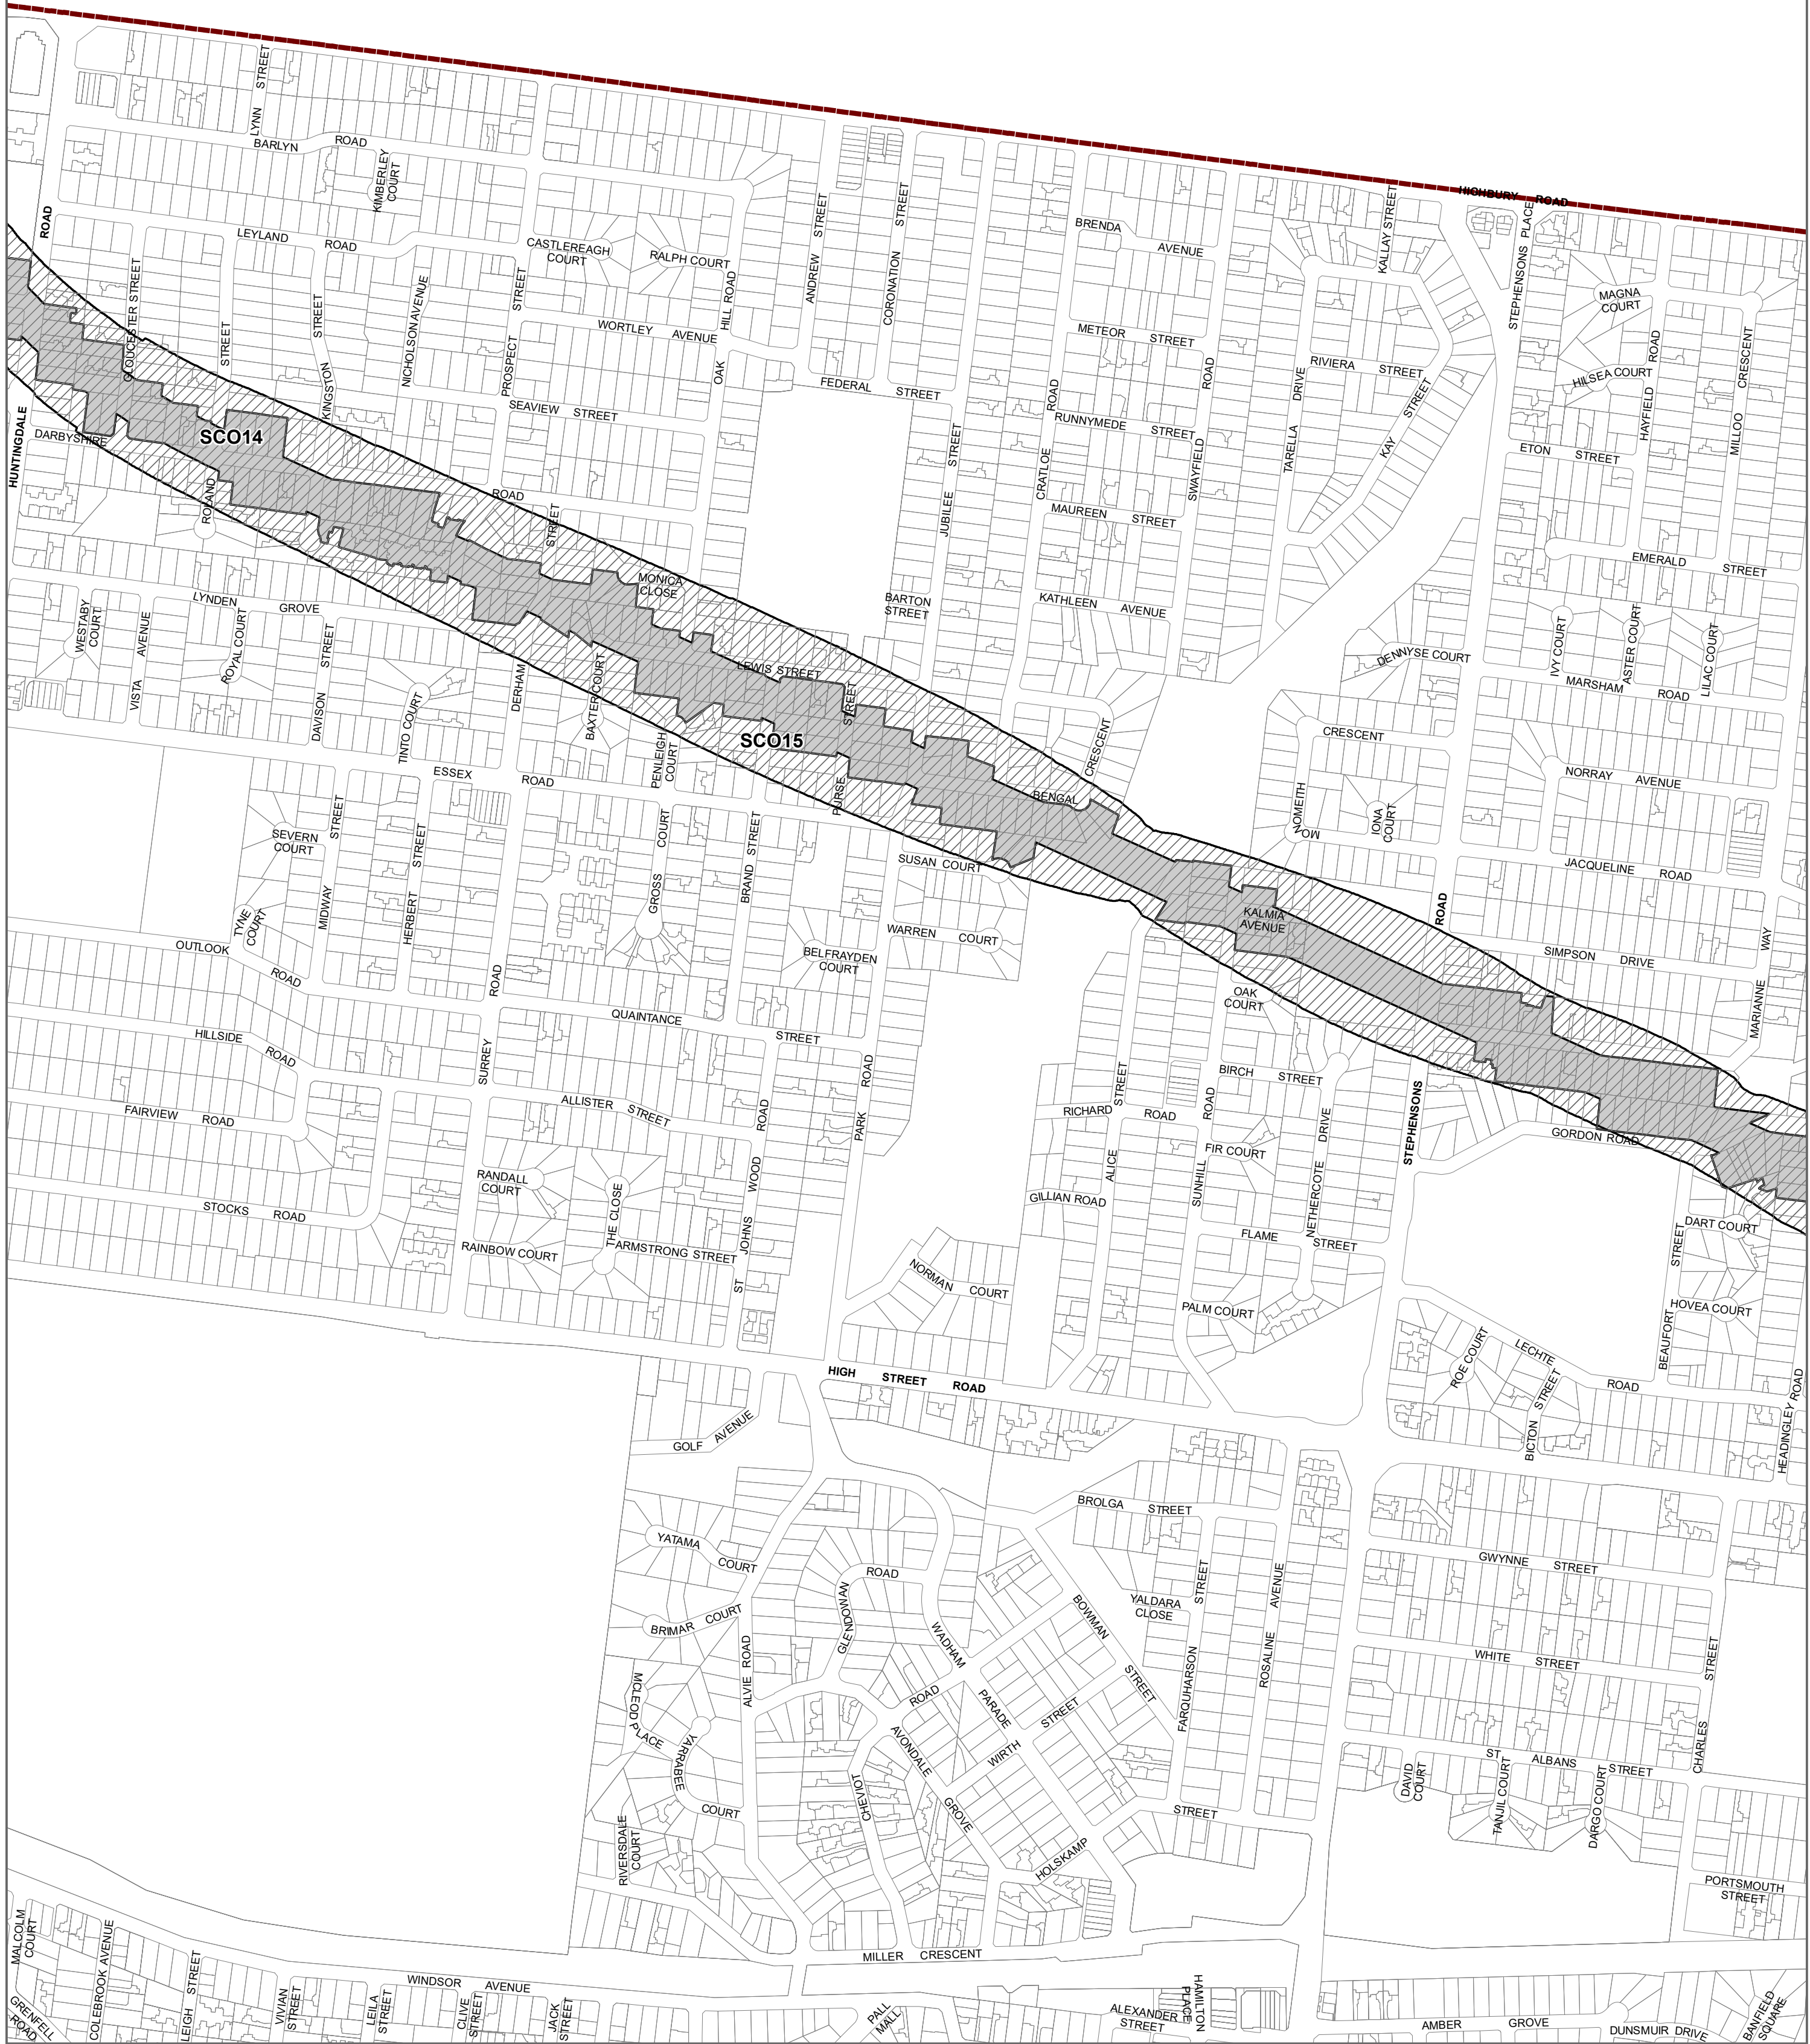 LYNN STREET
BARLYN ROAD
KIMBERLEY
COURT
HIGHBURY ROAD
KALLAY STREET
STEPHENSONS PLACE
ROAD
LEYLAND ROAD
CASTLEREAGH
COURT
RALPH COURT
ANDREW STREET
CORONATION STREET
BRENDA AVENUE
MAGNA
COURT
GLOUCESTER STREET
STREET
KINGSTON STREET
NICHOLSON AVENUE
PROSPECT STREET
WORTLEY AVENUE
OAK HILL ROAD
FEDERAL STREET
METEOR STREET
RIVIERA STREET
HILSEA COURT
HAYFIELD ROAD
MILLOO CRESCENT
HUNTINGDALE
DARBYSHIRE
SCO14
ROLAND
SEAVIEW STREET
ROAD
STREET
JUBILEE STREET
CRATLOE ROAD
RUNNYMEDE STREET
SWAYFIELD ROAD
TARELLA DRIVE
KAY STREET
ETON STREET
MAUREEN STREET
EMERALD STREET
MONICA
CLOSE
BARTON
STREET
KATHLEEN AVENUE
WESTABY
COURT
VISTA AVENUE
LYNDEN GROVE
ROYAL COURT
DAVISON STREET
TINTO COURT
DERHAM
BAXTER COURT
PENLEIGH
COURT
LEWIS STREET
SCO15
PURSE STREET
DENNYSE COURT
IVY COURT
ASTER COURT
LILAC COURT
MARSHAM ROAD
CRESCENT
MONOMEITH CRESCENT
IONA
COURT
NORRAY AVENUE
BENGAL
ESSEX ROAD
SEVERN
COURT
MIDWAY STREET
HERBERT STREET
GROSS COURT
BRAND STREET
SUSAN COURT
JACQUELINE ROAD
TYNE
COURT
OUTLOOK ROAD
SURREY ROAD
BELFRAYDEN
COURT
WARREN COURT
KALMIA
AVENUE
ROAD
SIMPSON DRIVE
MARIANNE WAY
OAK
COURT
QUAINTANCE STREET
HILLSIDE ROAD
PARK ROAD
BIRCH STREET
FAIRVIEW ROAD
ALLISTER STREET
RICHARD ROAD
ALICE STREET
SUNHILL ROAD
FIR COURT
NETHERCOTE DRIVE
STEPHENSONS
GORDON ROAD
RANDALL
COURT
THE CLOSE
ST JOHNS WOOD ROAD
GILLIAN ROAD
STOCKS ROAD
RAINBOW COURT
ARMSTRONG STREET
NORMAN COURT
FLAME STREET
PALM COURT
DART COURT
BEAUFORT STREET
HOVEA COURT
HIGH STREET ROAD
ROE COURT
LECHTE ROAD
BICTON STREET
HEADINGLEY ROAD
GOLF AVENUE
BROLGA STREET
YATAMA COURT
GLENDOWAN ROAD
GWYNNE STREET
BRIMAR COURT
ALVIE ROAD
WADHAM PARADE
BOWMAN STREET
YALDARA
CLOSE
FARQUHARSON STREET
ROSALINE AVENUE
WHITE STREET
CHARLES STREET
MCLEOD PLACE
YARRABEE COURT
ROAD
AVONDALE GROVE
WIRTH STREET
CHEVIOT
ST ALBANS STREET
DAVID
COURT
TANJIL COURT
DARGO COURT
RIVERSDALE
COURT
HOLSKAMP STREET
PORTSMOUTH
STREET
MALCOLM
COURT
COLEBROOK AVENUE
LEIGH STREET
MILLER CRESCENT
GRENFELL
ROAD
VIVIAN
STREET
LEILA
STREET
WINDSOR AVENUE
CLIVE
STREET
JACK
STREET
PALL
MALL
ALEXANDER
STREET
HAMILTON
PLACE
AMBER GROVE
DUNSMUIR DRIVE
BANFIELD
SQUARE